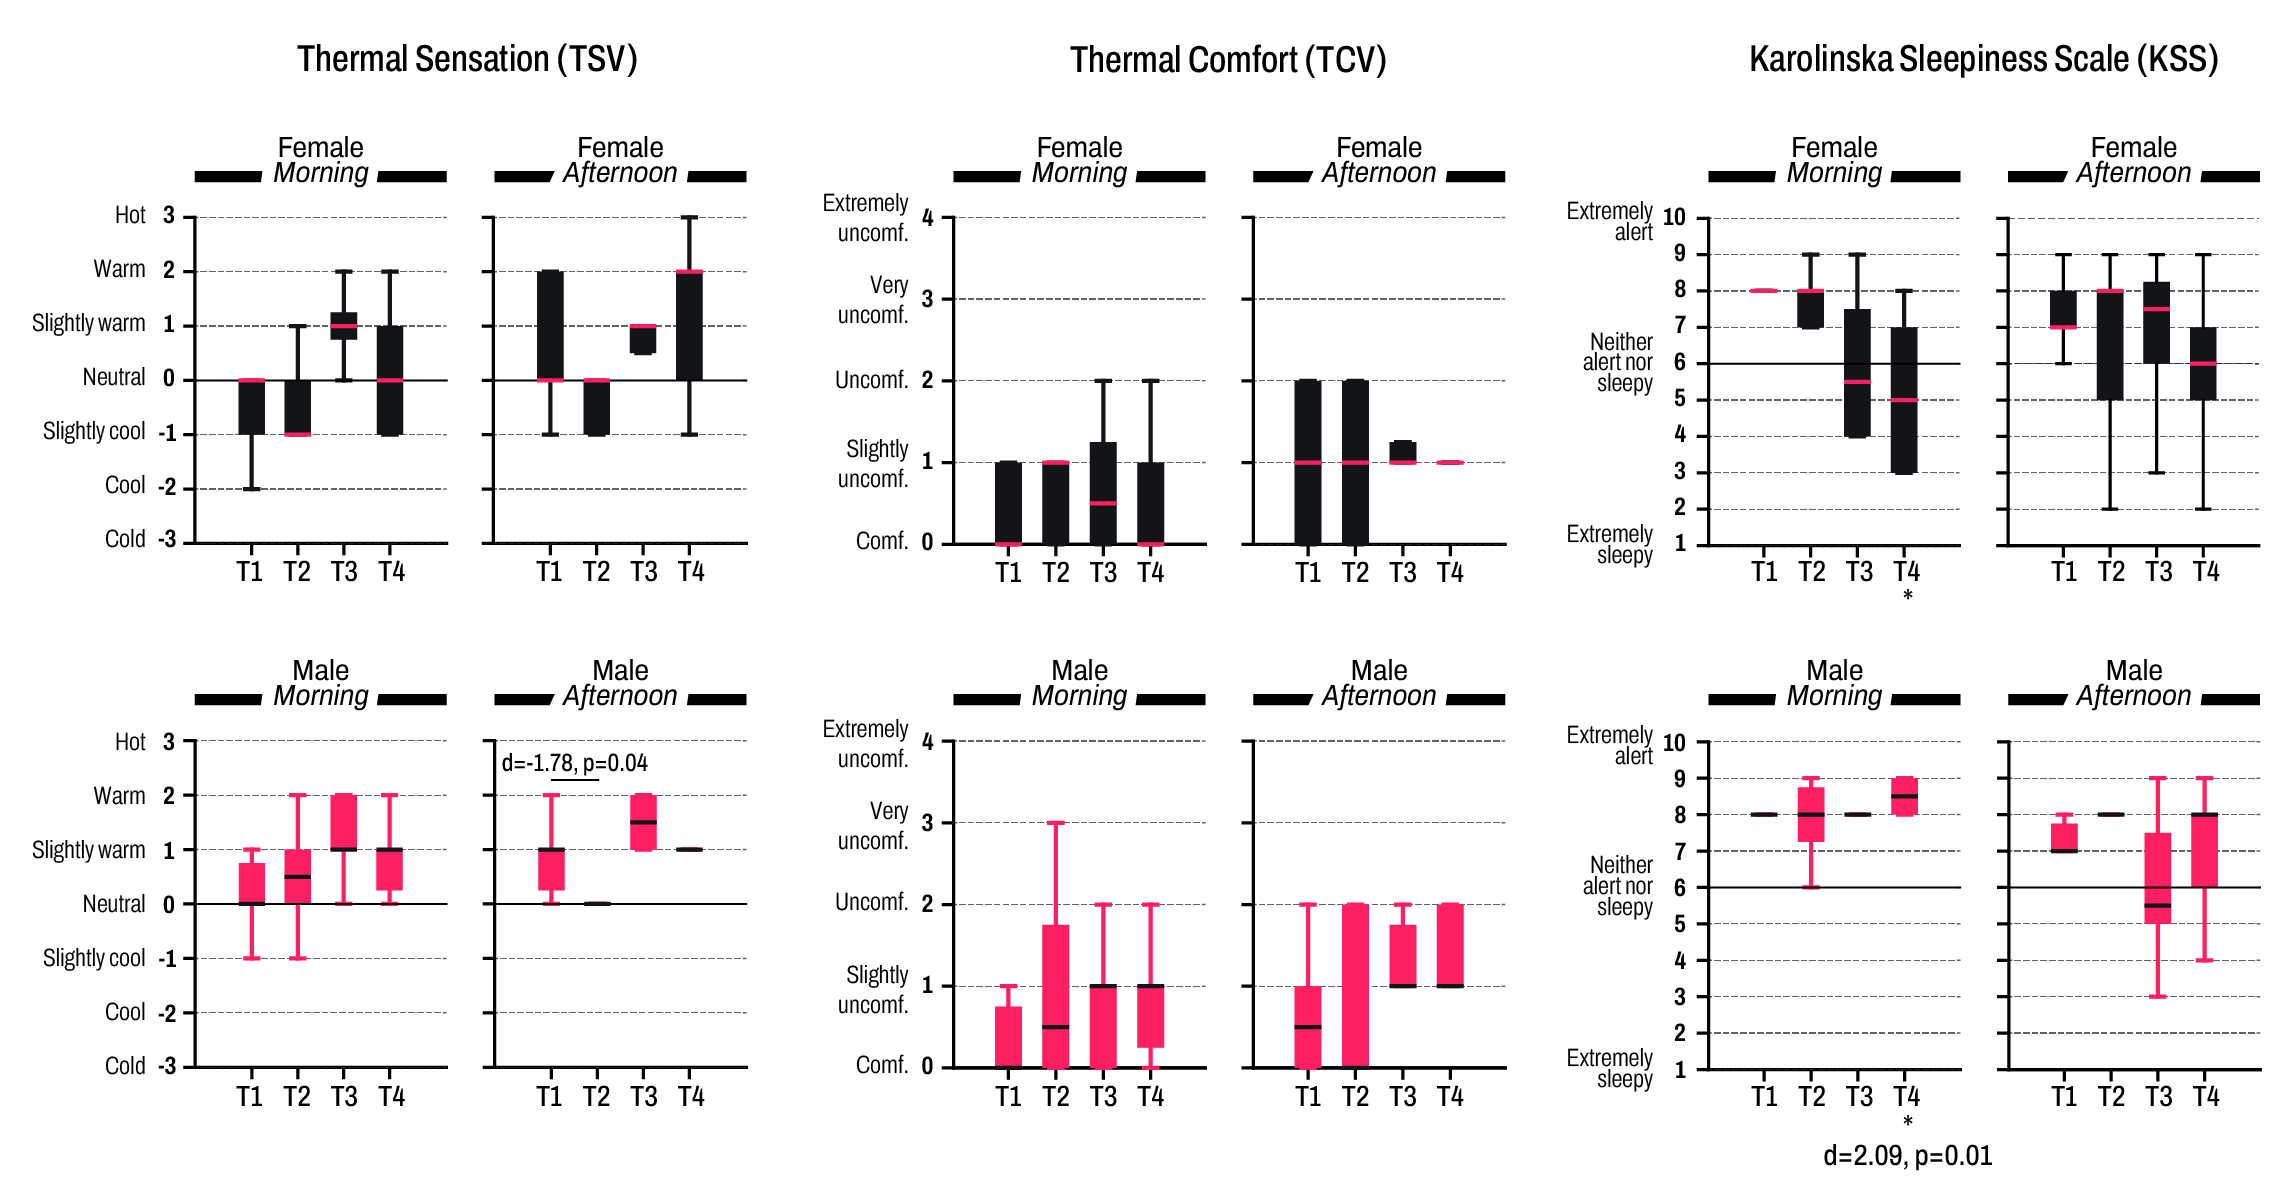 Thermal Sensation (TSV)
Thermal Comfort (TCV)
Karolinska Sleepiness Scale (KSS)
Female
Morning
Female
Afternoon
Female
Morning
Female
Afternoon
Female
Morning
Female
Afternoon
Hot 3
Warm 2
Slightly warm 1
Neutral 0
Slightly cool -1
Cool -2
Cold -3
T1 T2 T3 T4
T1 T2 T3 T4
Extremely
uncomf. 4
Very
uncomf. 3
Uncomf. 2
Slightly
uncomf. 1
Comf. 0
T1 T2 T3 T4
T1 T2 T3 T4
Extremely
alert 10
9
8
7
Neither
alert nor
sleepy 6
5
4
3
2
Extremely
sleepy 1
T1 T2 T3 T4
*
T1 T2 T3 T4
Male
Morning
Male
Afternoon
Male
Morning
Male
Afternoon
Male
Morning
Male
Afternoon
Hot 3
Warm 2
Slightly warm 1
Neutral 0
Slightly cool -1
Cool -2
Cold -3
T1 T2 T3 T4
d=-1.78, p=0.04
T1 T2 T3 T4
Extremely
uncomf. 4
Very
uncomf. 3
Uncomf. 2
Slightly
uncomf. 1
Comf. 0
T1 T2 T3 T4
T1 T2 T3 T4
Extremely
alert 10
9
8
7
Neither
alert nor
sleepy 6
5
4
3
2
Extremely
sleepy 1
T1 T2 T3 T4
*
T1 T2 T3 T4
d=2.09, p=0.01